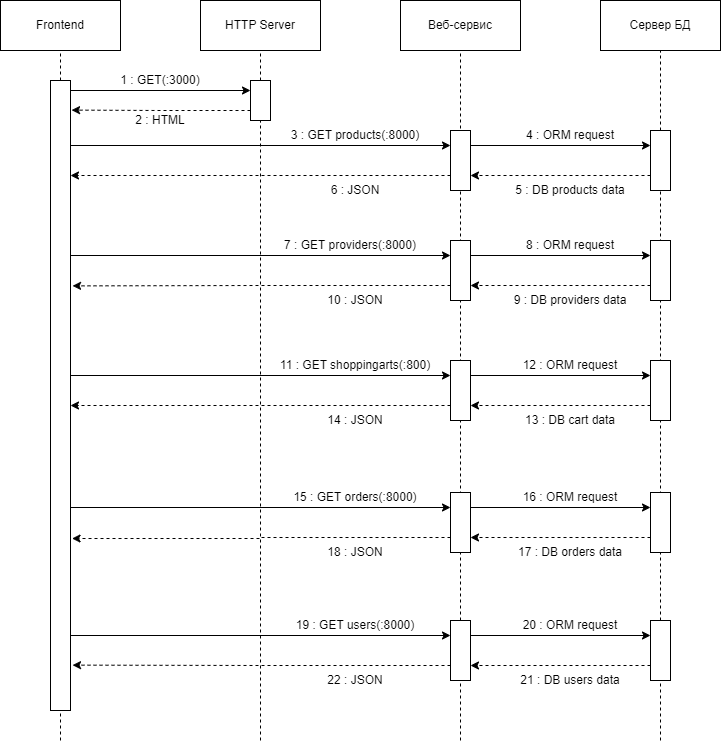 Frontend
HTTP Server
Веб-сервис
Сервер БД
1 : GET(:3000)
2 : HTML
3 : GET products(:8000)
4 : ORM request
6 : JSON
5 : DB products data
7 : GET providers(:8000)
8 : ORM request
10 : JSON
9 : DB providers data
11 : GET shoppingarts(:800)
12 : ORM request
14 : JSON
13 : DB cart data
15 : GET orders(:8000)
16 : ORM request
18 : JSON
17 : DB orders data
19 : GET users(:8000)
20 : ORM request
22 : JSON
21 : DB users data